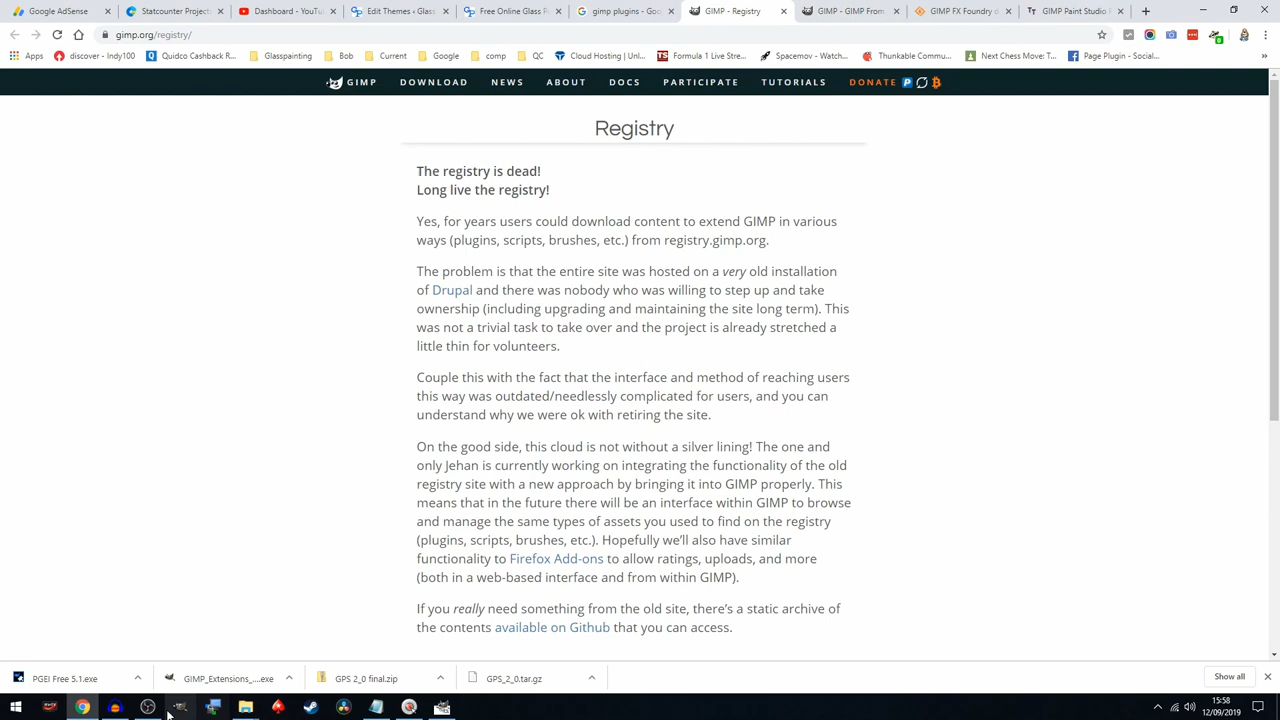 Google AdSense
Statcounter Project
Dashboard - YouTu
Edit Themes ‹ Glass
Free Online Glass P
gimp plugins - Goo
GIMP - Registry
GIMP - GIMP From
GIMP FX Foundry d
GIMP Paint Studio
gimp.org/registry/
Apps
discover - Indy100
Quidco Cashback R...
Glasspainting
Bob
Current
Google
comp
QC
Cloud Hosting | Uni...
Formula 1 Live Stre...
Spacemov - Watch...
Thunkable Commu...
Next Chess Move: T...
Page Plugin - Social...
»
GIMP
DOWNLOAD
NEWS
ABOUT
DOCS
PARTICIPATE
TUTORIALS
DONATE
Registry
The registry is dead!
Long live the registry!
Yes, for years users could download content to extend GIMP in various
ways (plugins, scripts, brushes, etc.) from registry.gimp.org.
The problem is that the entire site was hosted on a very old installation
of Drupal and there was nobody who was willing to step up and take
ownership (including upgrading and maintaining the site long term). This
was not a trivial task to take over and the project is already stretched a
little thin for volunteers.
Couple this with the fact that the interface and method of reaching users
this way was outdated/needlessly complicated for users, and you can
understand why we were ok with retiring the site.
On the good side, this cloud is not without a silver lining! The one and
only Jehan is currently working on integrating the functionality of the old
registry site with a new approach by bringing it into GIMP properly. This
means that in the future there will be an interface within GIMP to browse
and manage the same types of assets you used to find on the registry
(plugins, scripts, brushes, etc.). Hopefully we'll also have similar
functionality to Firefox Add-ons to allow ratings, uploads, and more
(both in a web-based interface and from within GIMP).
If you really need something from the old site, there's a static archive of
the contents available on Github that you can access.
PGEI Free 5.1.exe
GIMP_Extensions_....exe
GPS 2_0 final.zip
GPS_2_0.tar.gz
Show all
15:58
12/09/2019